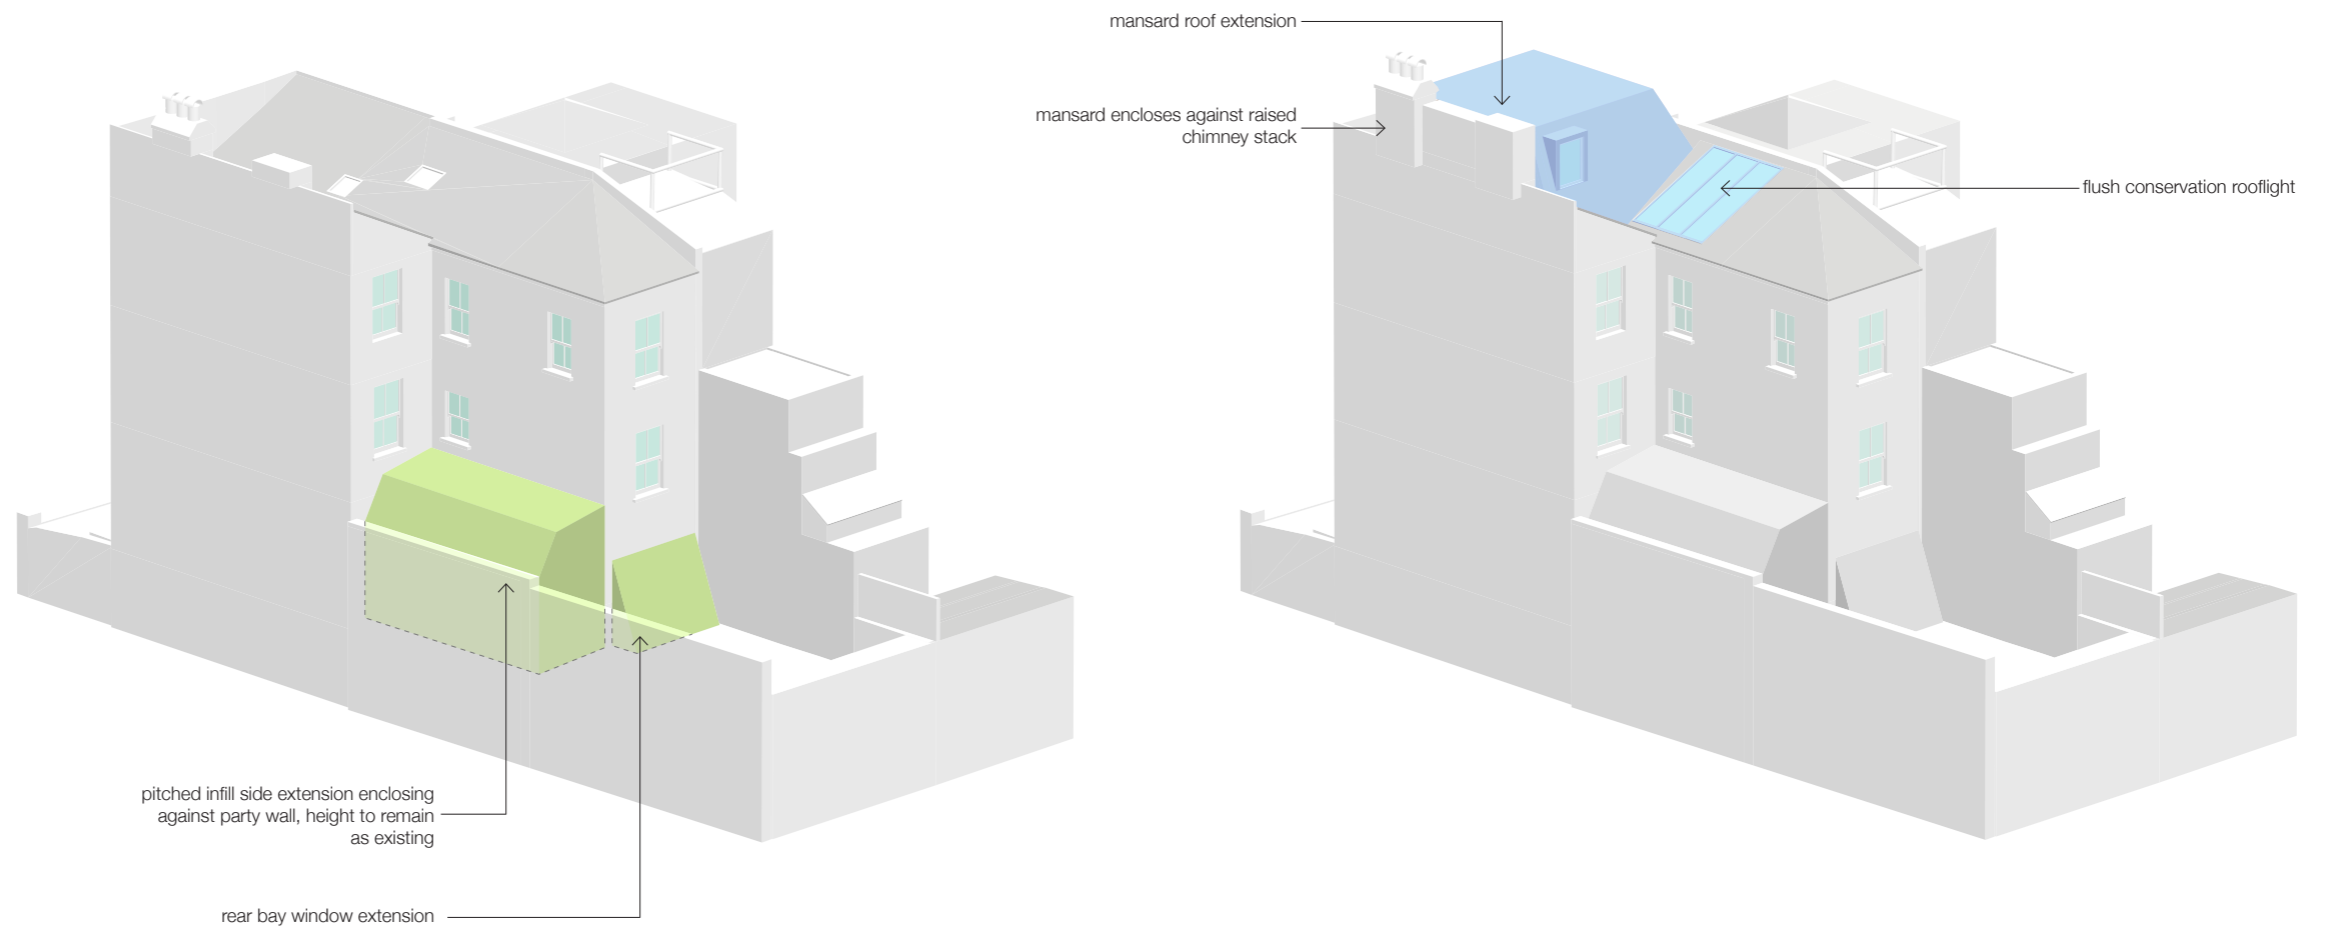 mansard roof extension
mansard encloses against raised
chimney stack
flush conservation rooflight
pitched infill side extension enclosing
against party wall, height to remain
as existing
rear bay window extension